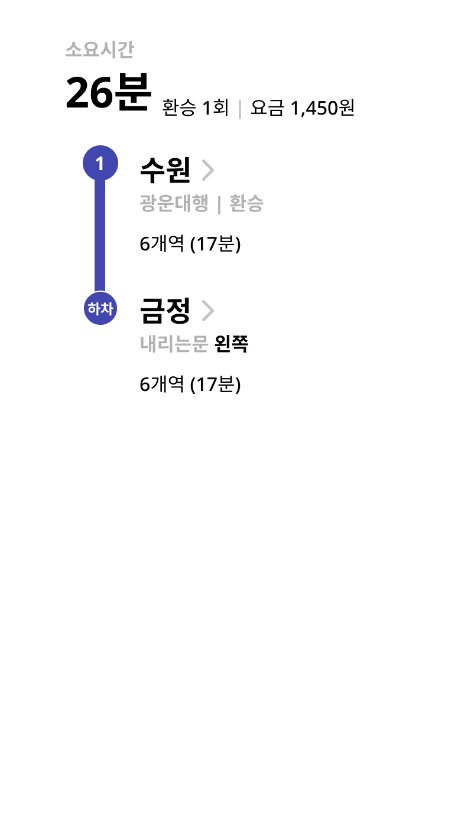 소요시간
26분 환승 1회 | 요금 1,450원
1 수원
광운대행 | 환승
6개역 (17분)
하차 금정
내리는문 왼쪽
6개역 (17분)